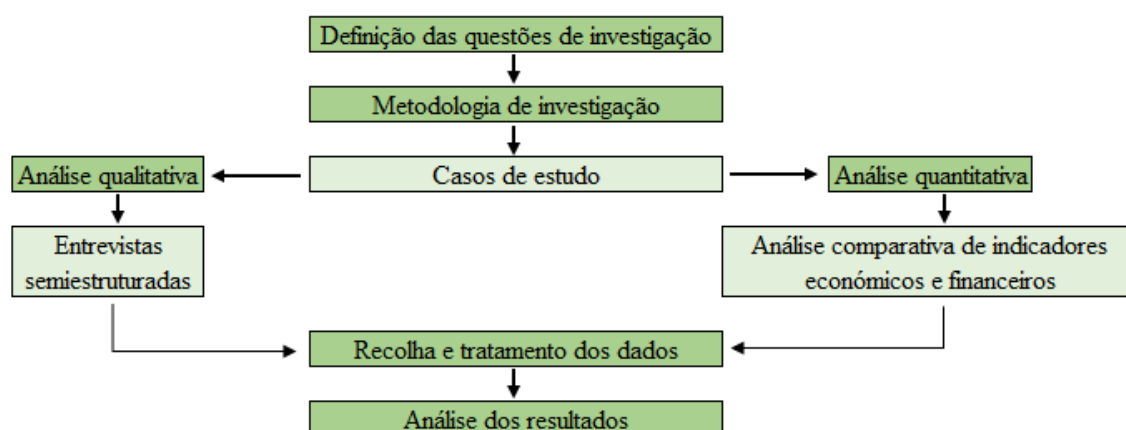 Definição das questões de investigação
Metodologia de investigação
Análise qualitativa
Casos de estudo
Análise quantitativa
Entrevistas
semiestruturadas
Análise comparativa de indicadores
económicos e financeiros
Recolha e tratamento dos dados
Análise dos resultados